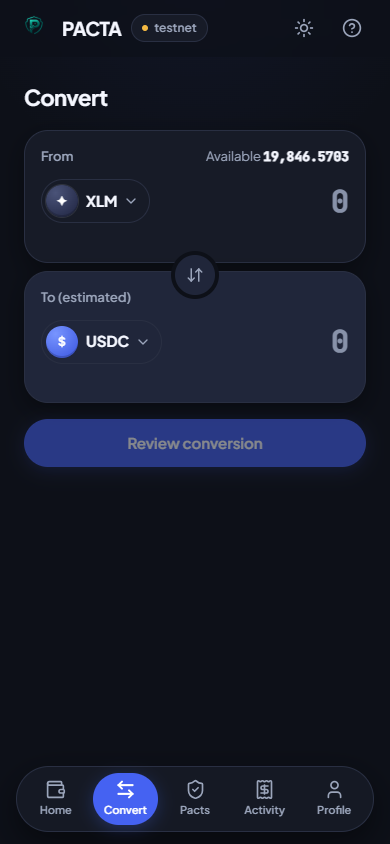 PACTA testnet
Convert
From Available 19,846.5703
XLM 0
To (estimated)
$ USDC 0
Review conversion
Home Convert Pacts Activity Profile